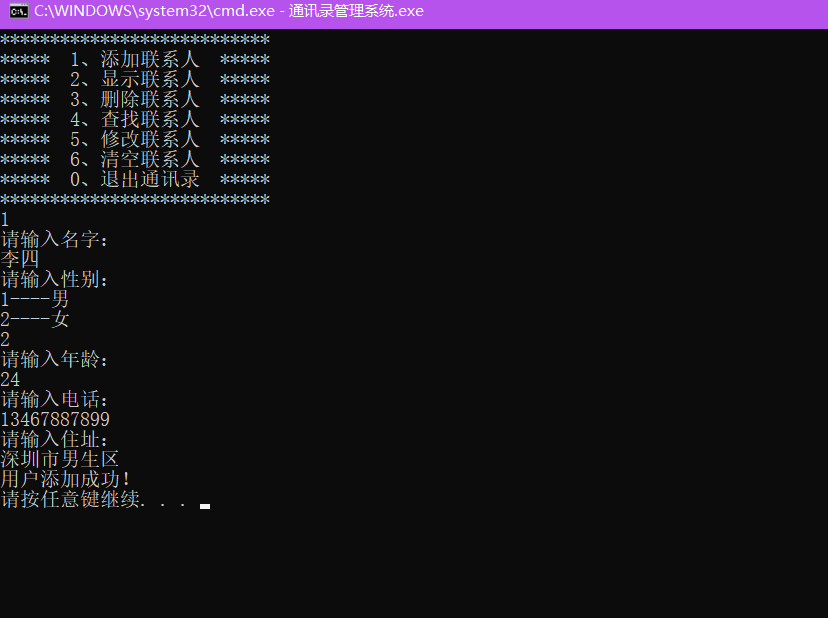 C:\WINDOWS\system32\cmd.exe - 通讯录管理系统.exe
***************************
*****  1、添加联系人  *****
*****  2、显示联系人  *****
*****  3、删除联系人  *****
*****  4、查找联系人  *****
*****  5、修改联系人  *****
*****  6、清空联系人  *****
*****  0、退出通讯录  *****
***************************
1
请输入名字：
李四
请输入性别：
1----男
2----女
2
请输入年龄：
24
请输入电话：
13467887899
请输入住址：
深圳市男生区
用户添加成功！
请按任意键继续. . .